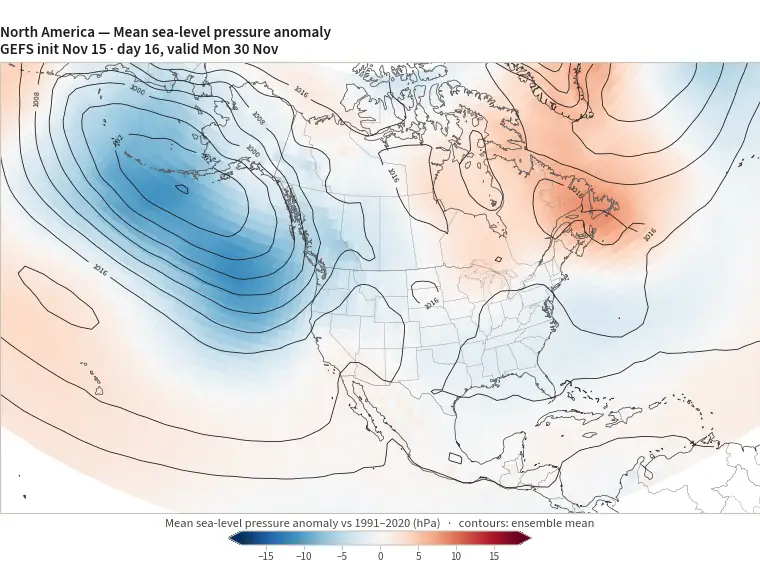 North America — Mean sea-level pressure anomaly
GEFS init Nov 15 · day 16, valid Mon 30 Nov
1008
1000
1016
1008
1000
1016
1016
1016
1016
1016
Mean sea-level pressure anomaly vs 1991–2020 (hPa) · contours: ensemble mean
−15 −10 −5 0 5 10 15